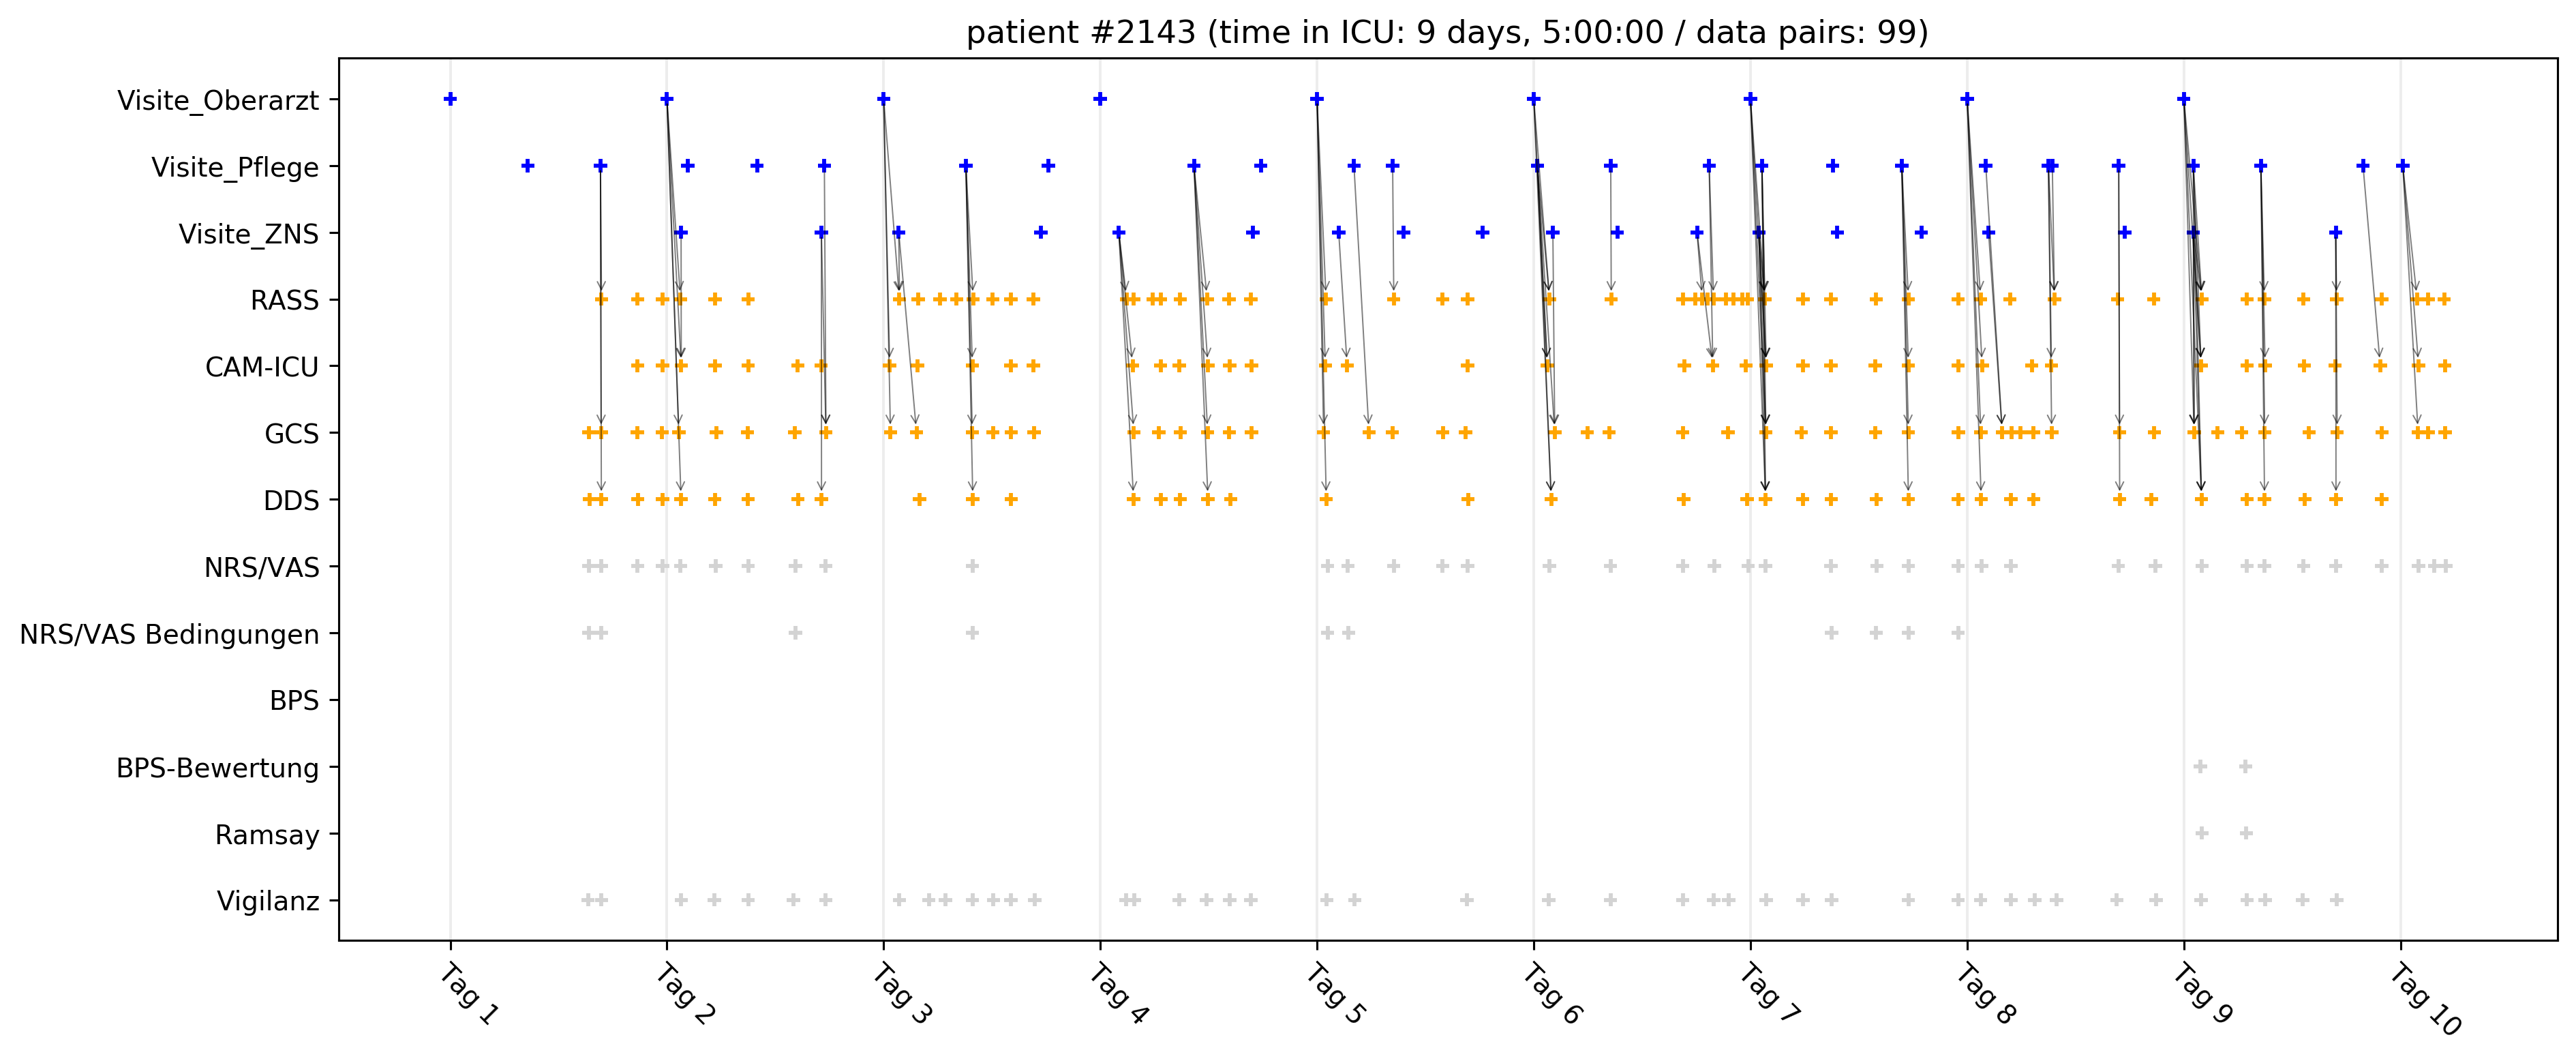 patient #2143 (time in ICU: 9 days, 5:00:00 / data pairs: 99)
Visite_Oberarzt
Visite_Pflege
Visite_ZNS
RASS
CAM-ICU
GCS
DDS
NRS/VAS
NRS/VAS Bedingungen
BPS
BPS-Bewertung
Ramsay
Vigilanz
Tag 1
Tag 2
Tag 3
Tag 4
Tag 5
Tag 6
Tag 7
Tag 8
Tag 9
Tag 10